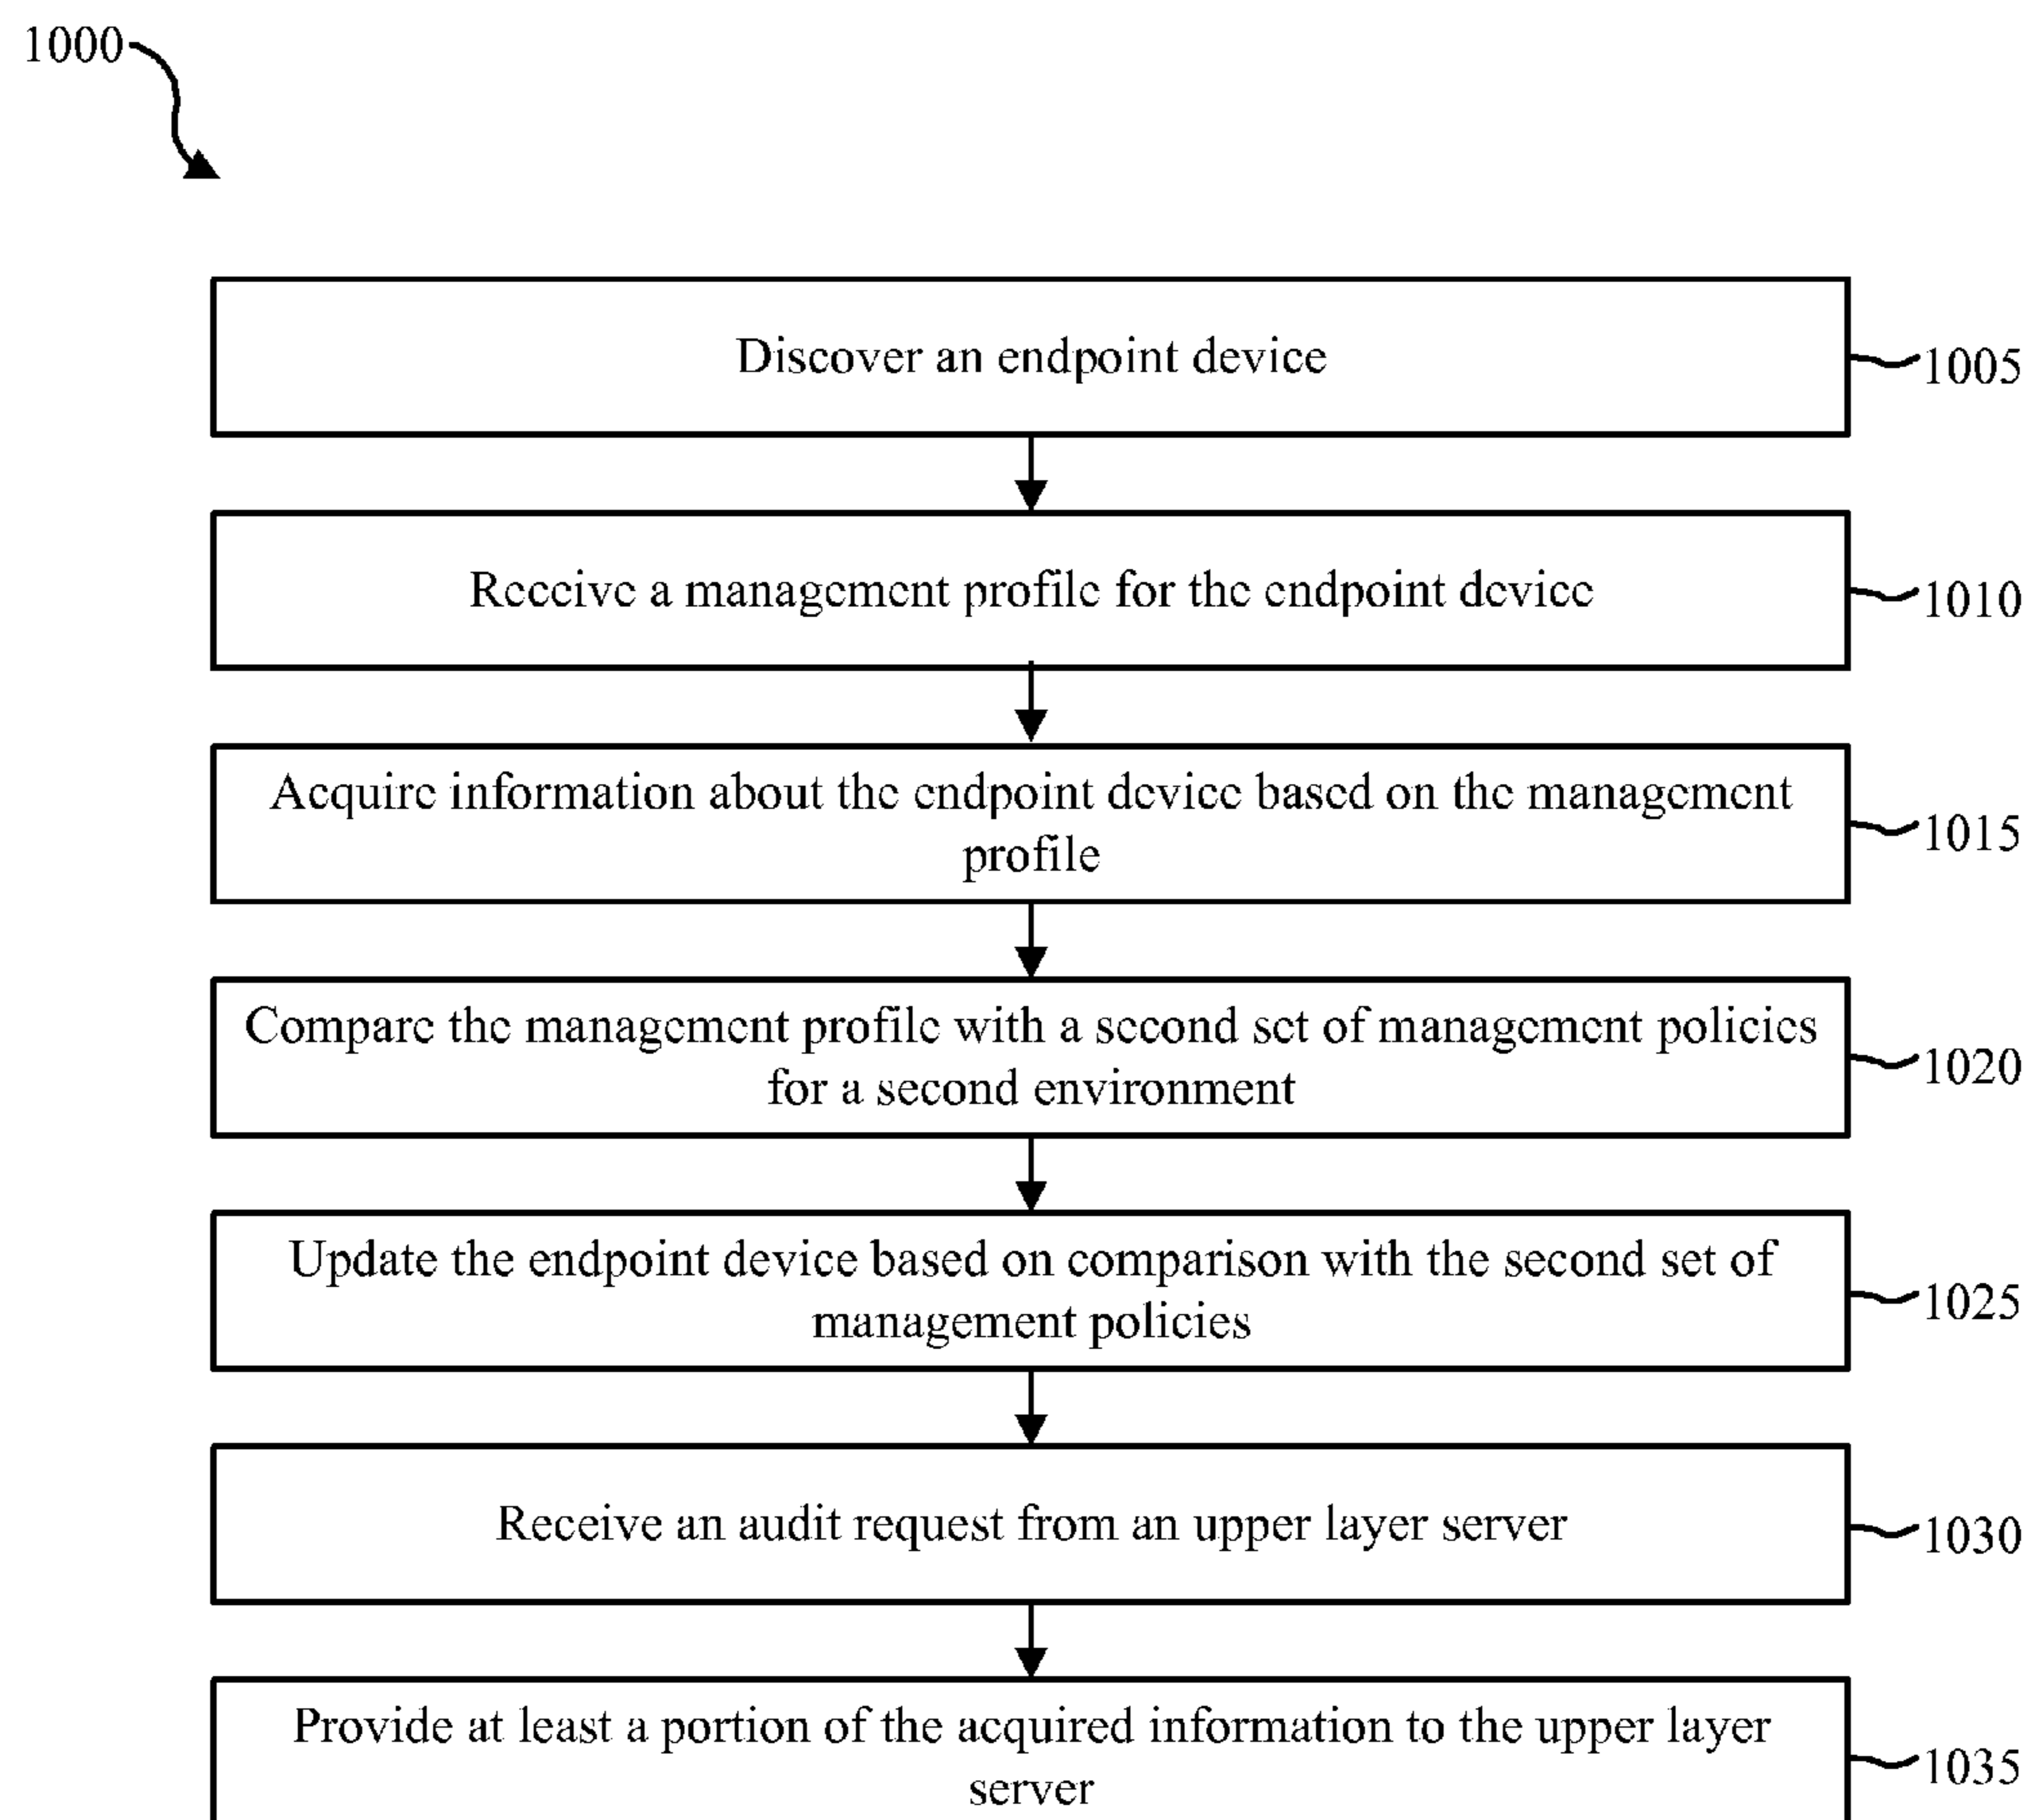 1000
Discover an endpoint device
1005
Receive a management profile for the endpoint device
1010
Acquire information about the endpoint device based on the management
profile
1015
Compare the management profile with a second set of management policies
for a second environment
1020
Update the endpoint device based on comparison with the second set of
management policies
1025
Receive an audit request from an upper layer server
1030
Provide at least a portion of the acquired information to the upper layer
server
1035